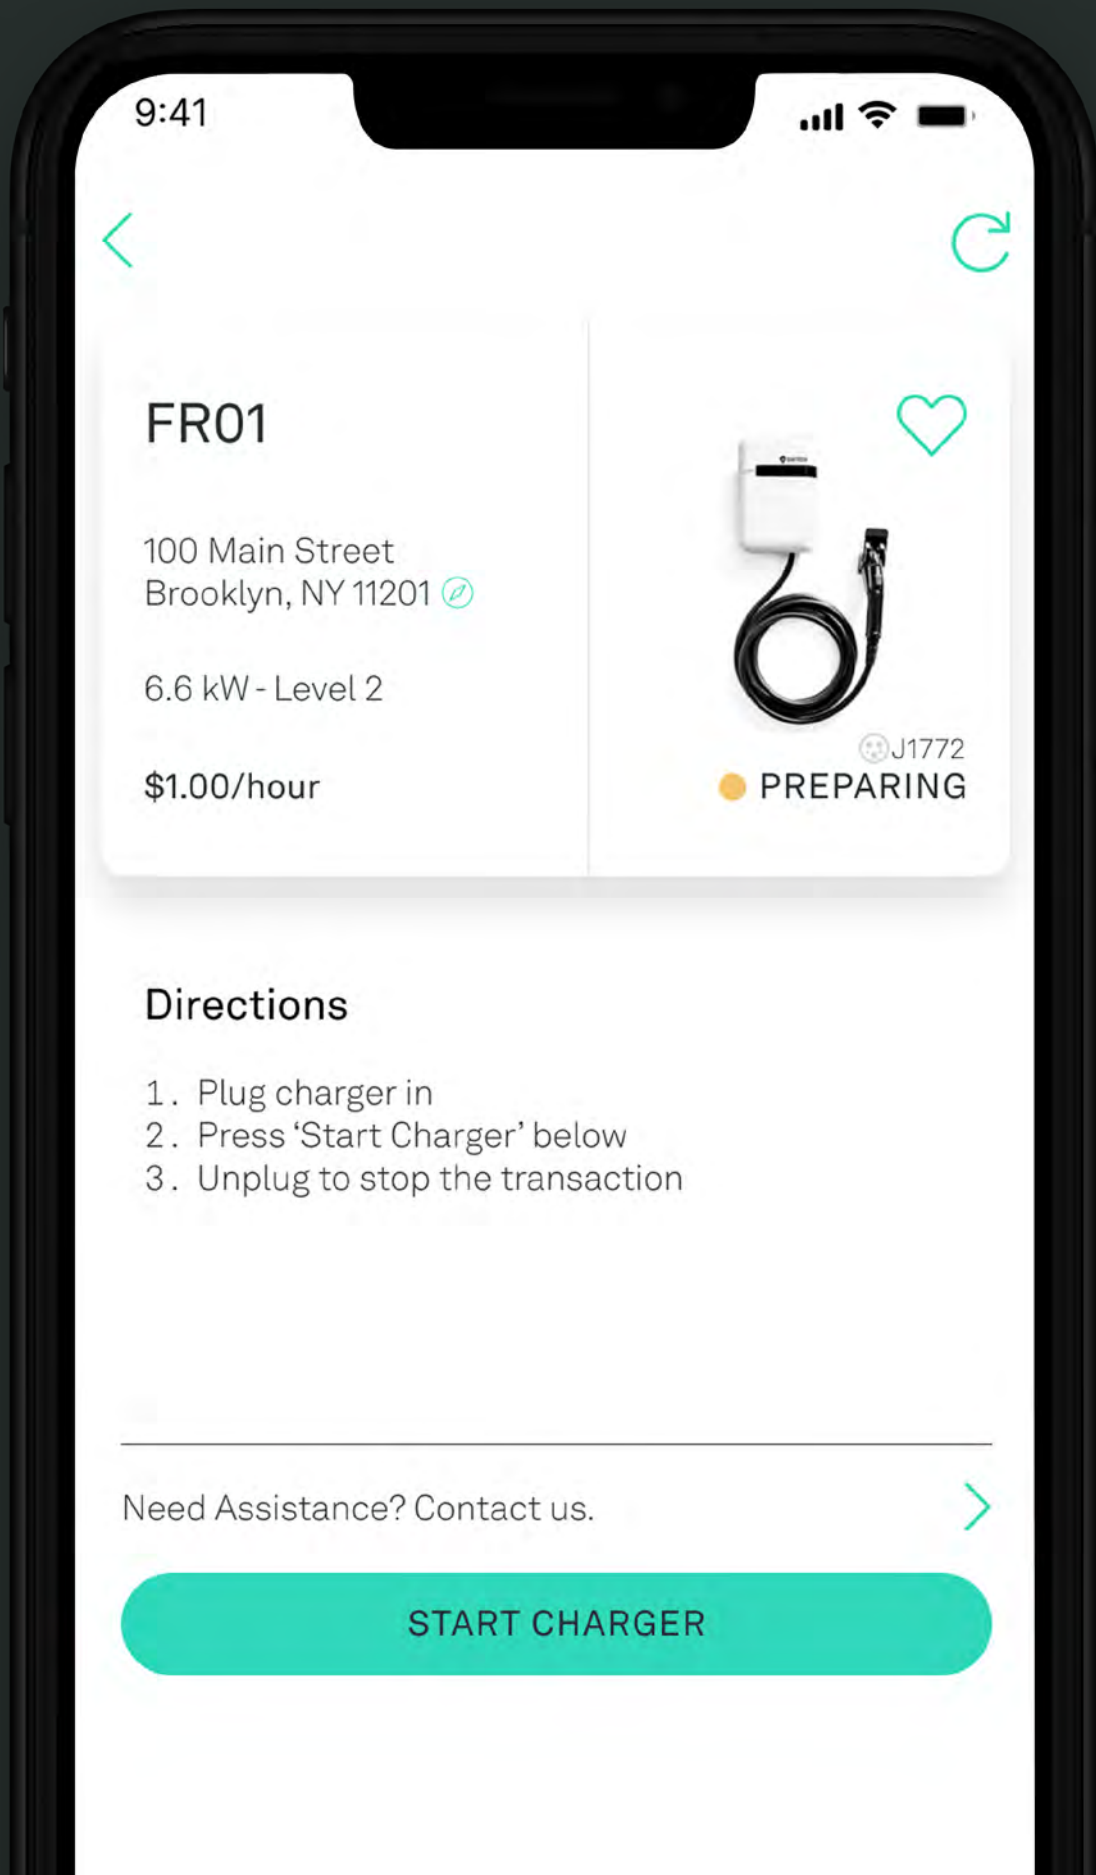 9:41
FR01
100 Main Street
Brooklyn, NY 11201
6.6 kW - Level 2
$1.00/hour
J1772
PREPARING
Directions
1. Plug charger in
2. Press ‘Start Charger’ below
3. Unplug to stop the transaction
Need Assistance? Contact us.
START CHARGER